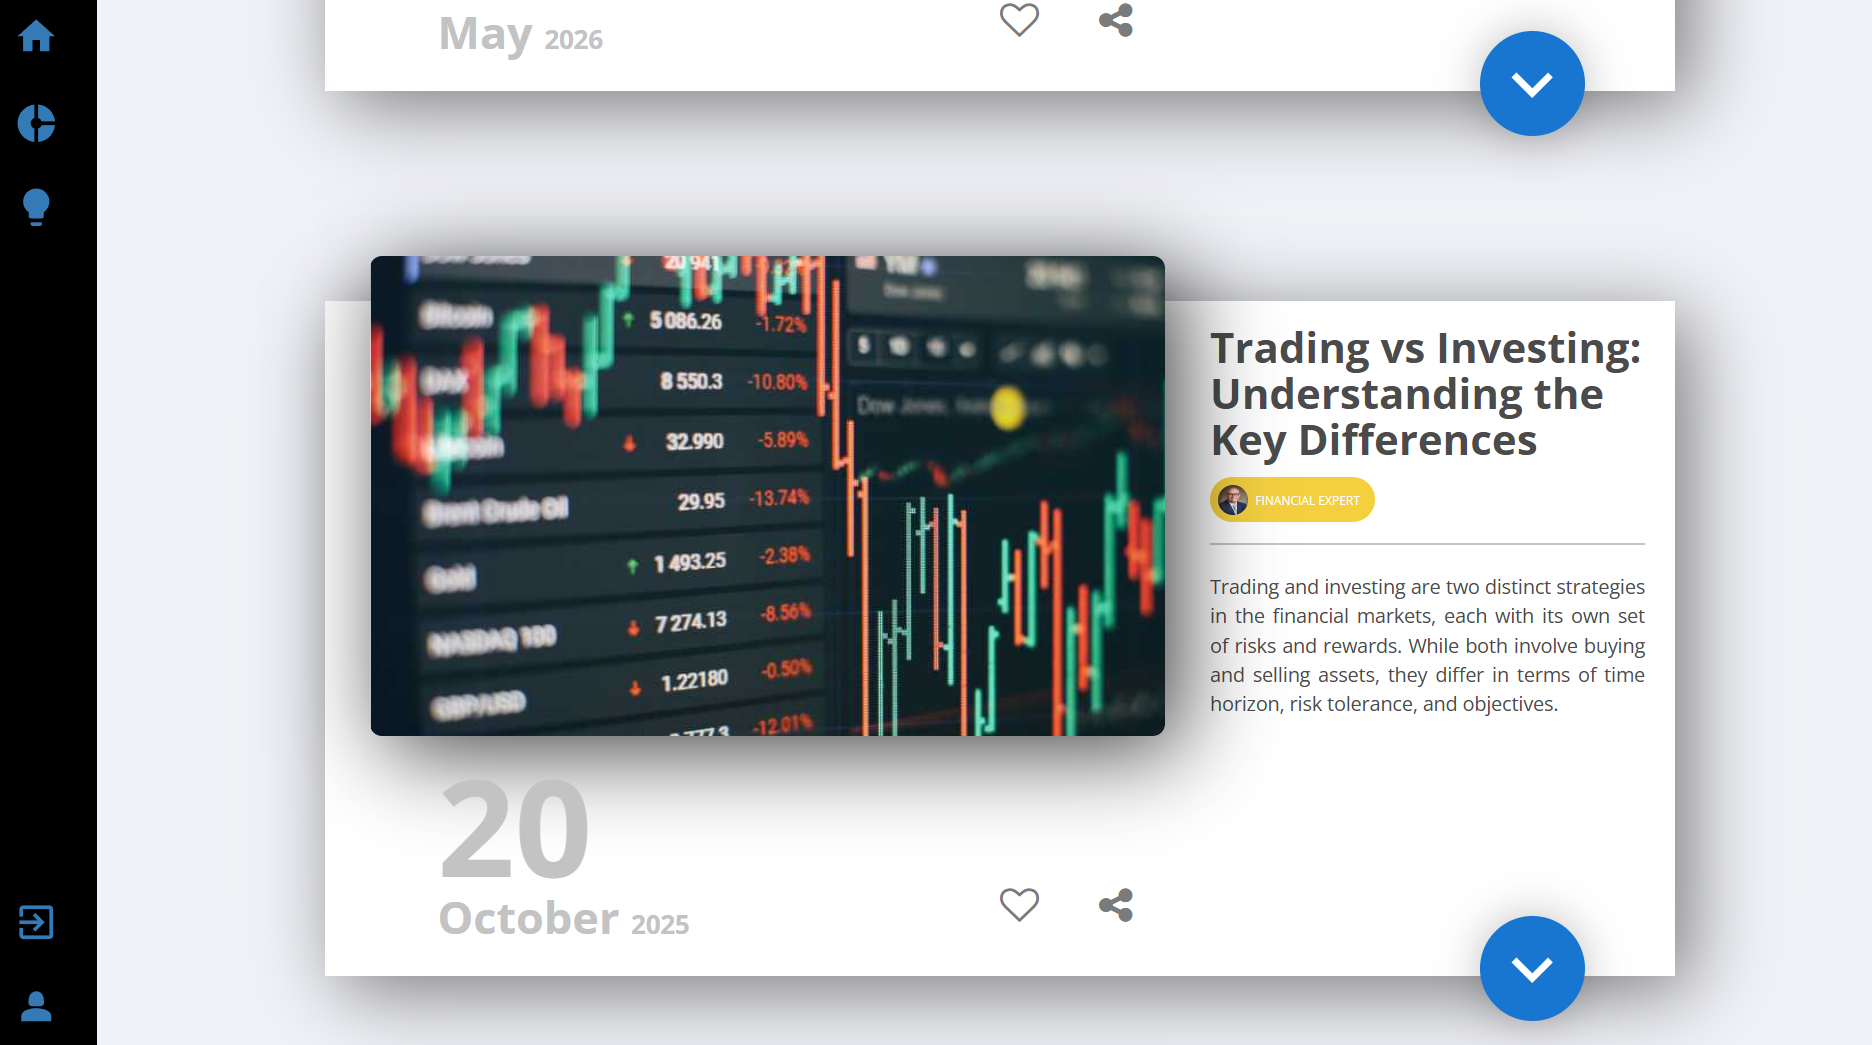 May 2026
20 941
Bitcoin 5 086.26 -1.72%
DAX 8 550.3 -10.80%
32.990 -5.89%
Brent Crude Oil 29.95 -13.74%
Gold 1 493.25 -2.38%
NASDAQ 100 7 274.13 -8.56%
GBP/USD 1.22180 -0.50%
-12.01%
Dow Jones,
Trading vs Investing:
Understanding the
Key Differences
FINANCIAL EXPERT
Trading and investing are two distinct strategies
in the financial markets, each with its own set
of risks and rewards. While both involve buying
and selling assets, they differ in terms of time
horizon, risk tolerance, and objectives.
20
October 2025